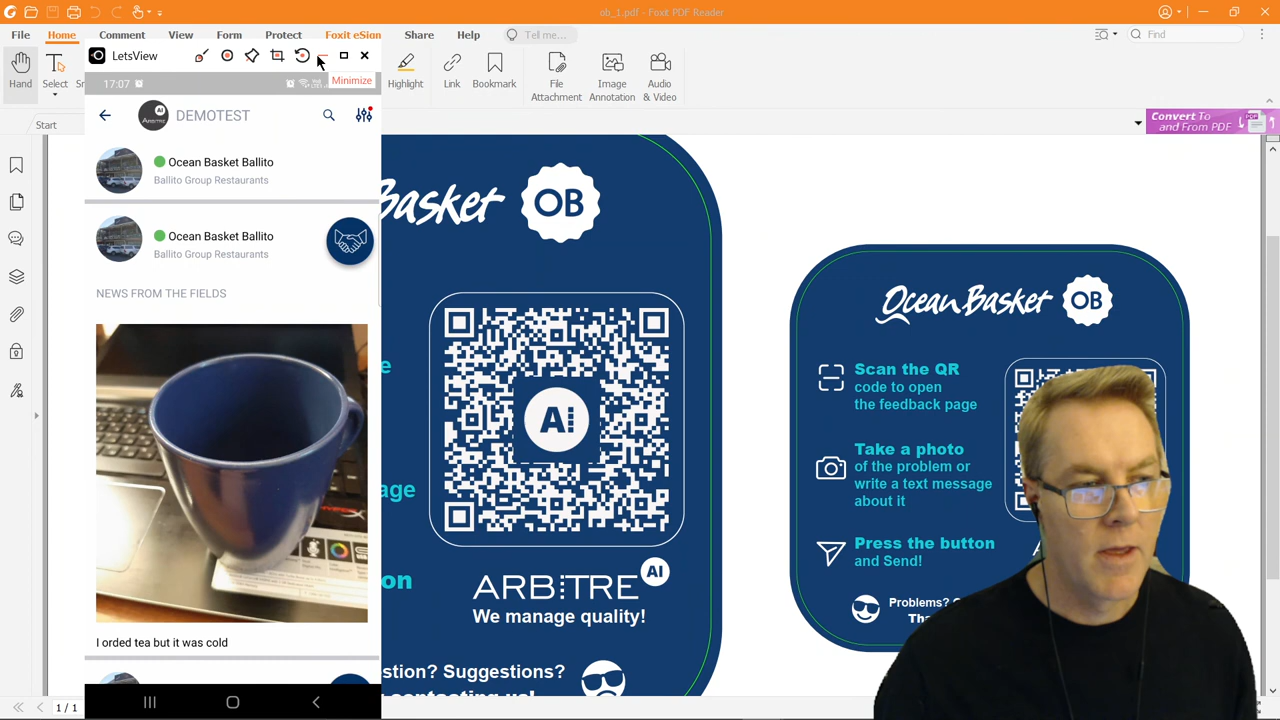 ob_1.pdf - Foxit PDF Reader
File Home Comment View Form Protect Foxit eSign Share Help Tell me... Find
LetsView
Minimize
Hand
Select
Highlight
Link
Bookmark
File Attachment
Image Annotation
Audio & Video
Start
Convert To
and From PDF
17:07
AI
ARBITRE
DEMOTEST
Ocean Basket Ballito
Ballito Group Restaurants
Ocean Basket Ballito
Ballito Group Restaurants
NEWS FROM THE FIELDS
I orded tea but it was cold
Basket OB
AI
ARBITRE AI
We manage quality!
stion? Suggestions?
contacting us!
Ocean Basket OB
Scan the QR
code to open
the feedback page
Take a photo
of the problem or
write a text message
about it
Press the button
and Send!
Problems?
1 / 1